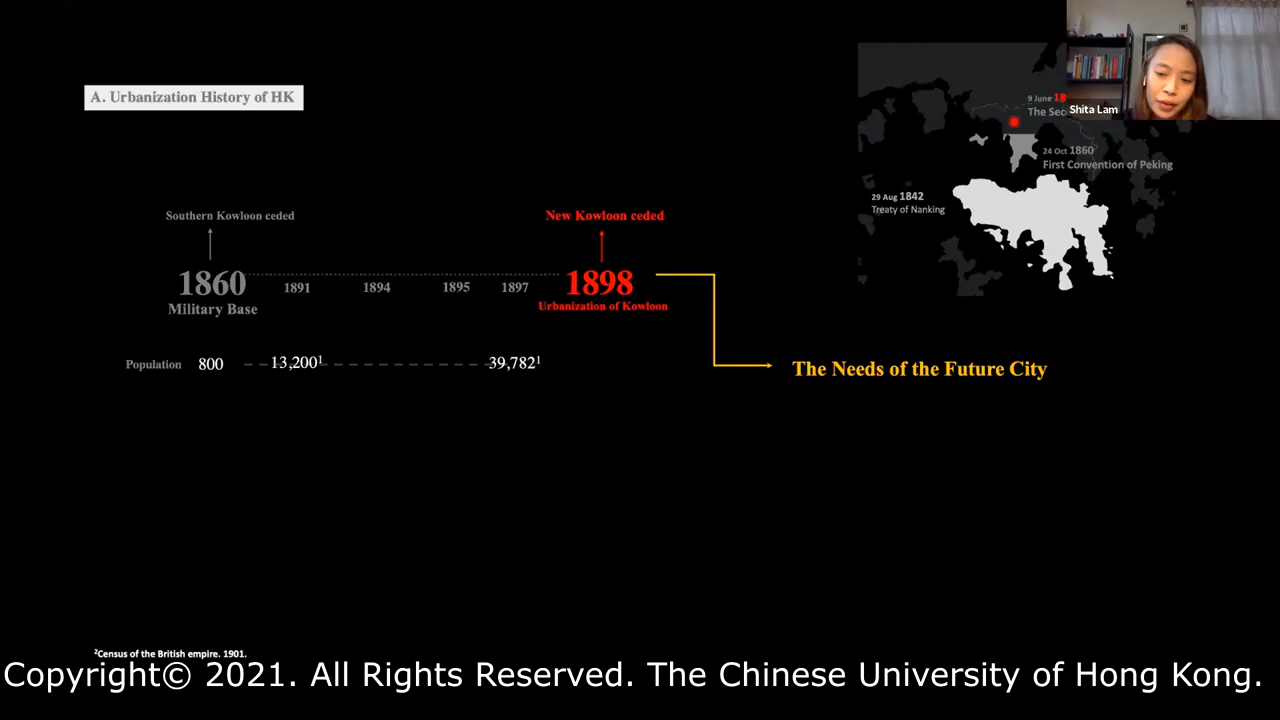 A. Urbanization History of HK
Shita Lam
9 June 18
The Sec
24 Oct 1860
First Convention of Peking
29 Aug 1842
Treaty of Nanking
Southern Kowloon ceded
New Kowloon ceded
1860 1891 1894 1895 1897 1898
Military Base
Urbanization of Kowloon
Population 800 13,200¹ 39,782¹
The Needs of the Future City
²Census of the British empire. 1901.
Copyright© 2021. All Rights Reserved. The Chinese University of Hong Kong.